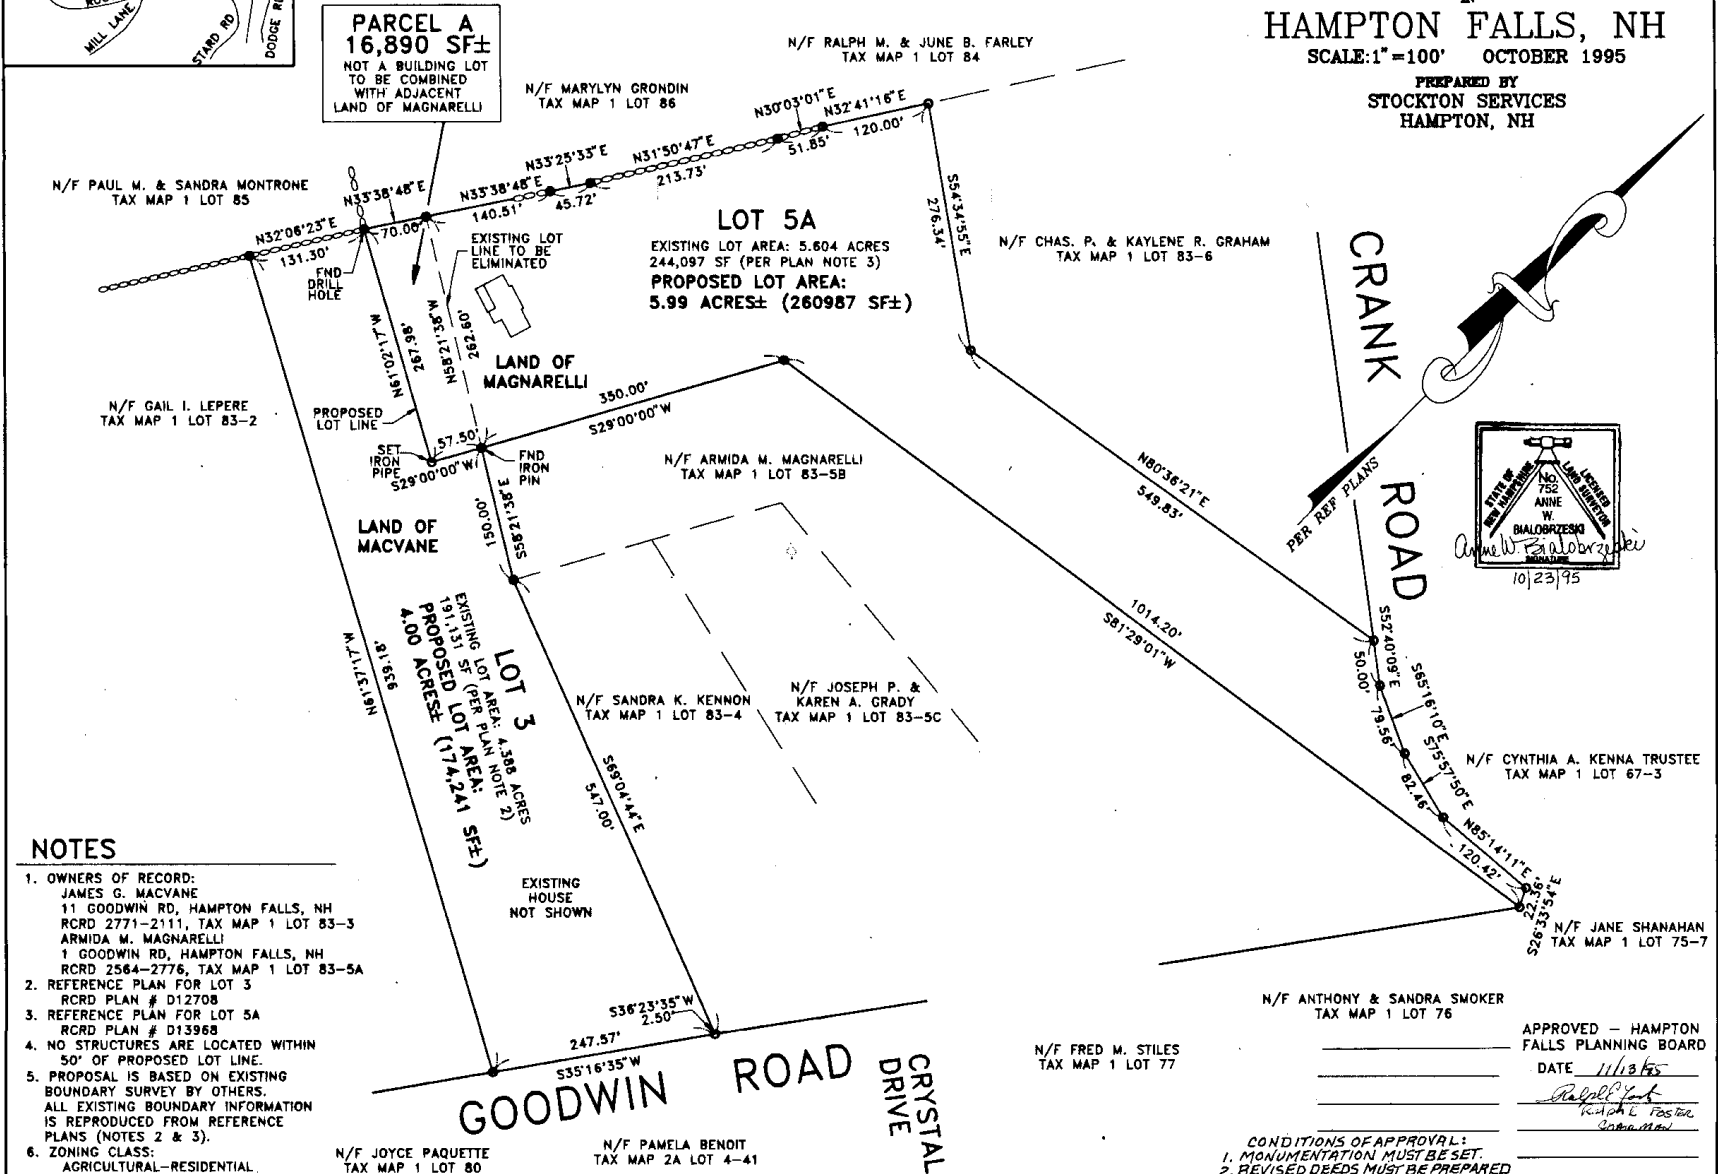 MILL LANE
STARD RD
DODGE R
PARCEL A
16,890 SF±
NOT A BUILDING LOT
TO BE COMBINED
WITH ADJACENT
LAND OF MAGNARELLI
HAMPTON FALLS, NH
SCALE:1"=100' OCTOBER 1995
PREPARED BY
STOCKTON SERVICES
HAMPTON, NH
N/F RALPH M. & JUNE B. FARLEY
TAX MAP 1 LOT 84
N/F MARYLYN GRONDIN
TAX MAP 1 LOT 86
N/F PAUL M. & SANDRA MONTRONE
TAX MAP 1 LOT 85
N32°06'23"E
131.30'
N33°38'48"E
70.00'
N33°38'48"E
140.51'
N33°25'33"E
45.72'
N31°50'47"E
213.73'
N30°03'01"E
51.85'
N32°41'16"E
120.00'
S54°34'55"E
276.34'
FND
DRILL
HOLE
EXISTING LOT
LINE TO BE
ELIMINATED
LOT 5A
EXISTING LOT AREA: 5.604 ACRES
244,097 SF (PER PLAN NOTE 3)
PROPOSED LOT AREA:
5.99 ACRES± (260987 SF±)
N/F CHAS. P. & KAYLENE R. GRAHAM
TAX MAP 1 LOT 83-6
CRANK ROAD
PER REF PLANS
STATE OF
NEW HAMPSHIRE
LICENSED
LAND SURVEYOR
No.
752
ANNE
W.
BIALOBRZESKI
Anne W. Bialobrzeski
SIGNATURE
10/23/95
N61°02'17"W
267.98'
N58°21'38"W
262.60'
LAND OF
MAGNARELLI
N/F GAIL I. LEPERE
TAX MAP 1 LOT 83-2
PROPOSED
LOT LINE
350.00'
S29°00'00"W
57.50'
S29°00'00"W
SET
IRON
PIPE
FND
IRON
PIN
N/F ARMIDA M. MAGNARELLI
TAX MAP 1 LOT 83-5B
N80°36'21"E
549.83'
LAND OF
MACVANE
S58°21'38"E
150.00'
1014.20'
S81°29'01"W
S52°40'09"E
50.00'
S65°16'10"E
79.56'
S75°57'50"E
82.46'
N85°14'11"E
120.42'
22.36'
S26°33'54"E
N61°37'17"W
939.18'
LOT 3
EXISTING LOT AREA: 4.388 ACRES
191,131 SF (PER PLAN NOTE 2)
PROPOSED LOT AREA:
4.00 ACRES± (174,241 SF±)
N/F SANDRA K. KENNON
TAX MAP 1 LOT 83-4
N/F JOSEPH P. &
KAREN A. GRADY
TAX MAP 1 LOT 83-5C
N/F CYNTHIA A. KENNA TRUSTEE
TAX MAP 1 LOT 67-3
S69°04'44"E
547.00'
EXISTING
HOUSE
NOT SHOWN
N/F JANE SHANAHAN
TAX MAP 1 LOT 75-7
S36°23'35"W
2.50'
247.57'
S35°16'35"W
GOODWIN ROAD
CRYSTAL
DRIVE
N/F FRED M. STILES
TAX MAP 1 LOT 77
N/F ANTHONY & SANDRA SMOKER
TAX MAP 1 LOT 76
N/F JOYCE PAQUETTE
TAX MAP 1 LOT 80
N/F PAMELA BENOIT
TAX MAP 2A LOT 4-41
NOTES
1. OWNERS OF RECORD:
JAMES G. MACVANE
11 GOODWIN RD, HAMPTON FALLS, NH
RCRD 2771-2111, TAX MAP 1 LOT 83-3
ARMIDA M. MAGNARELLI
1 GOODWIN RD, HAMPTON FALLS, NH
RCRD 2564-2776, TAX MAP 1 LOT 83-5A
2. REFERENCE PLAN FOR LOT 3
RCRD PLAN # D12708
3. REFERENCE PLAN FOR LOT 5A
RCRD PLAN # D13968
4. NO STRUCTURES ARE LOCATED WITHIN
50' OF PROPOSED LOT LINE.
5. PROPOSAL IS BASED ON EXISTING
BOUNDARY SURVEY BY OTHERS.
ALL EXISTING BOUNDARY INFORMATION
IS REPRODUCED FROM REFERENCE
PLANS (NOTES 2 & 3).
6. ZONING CLASS:
AGRICULTURAL-RESIDENTIAL
APPROVED - HAMPTON
FALLS PLANNING BOARD
DATE 11/13/95
Ralph E Foster
Ralph E FOSTER
CHAIRMAN
CONDITIONS OF APPROVAL:
1. MONUMENTATION MUST BE SET.
2. REVISED DEEDS MUST BE PREPARED